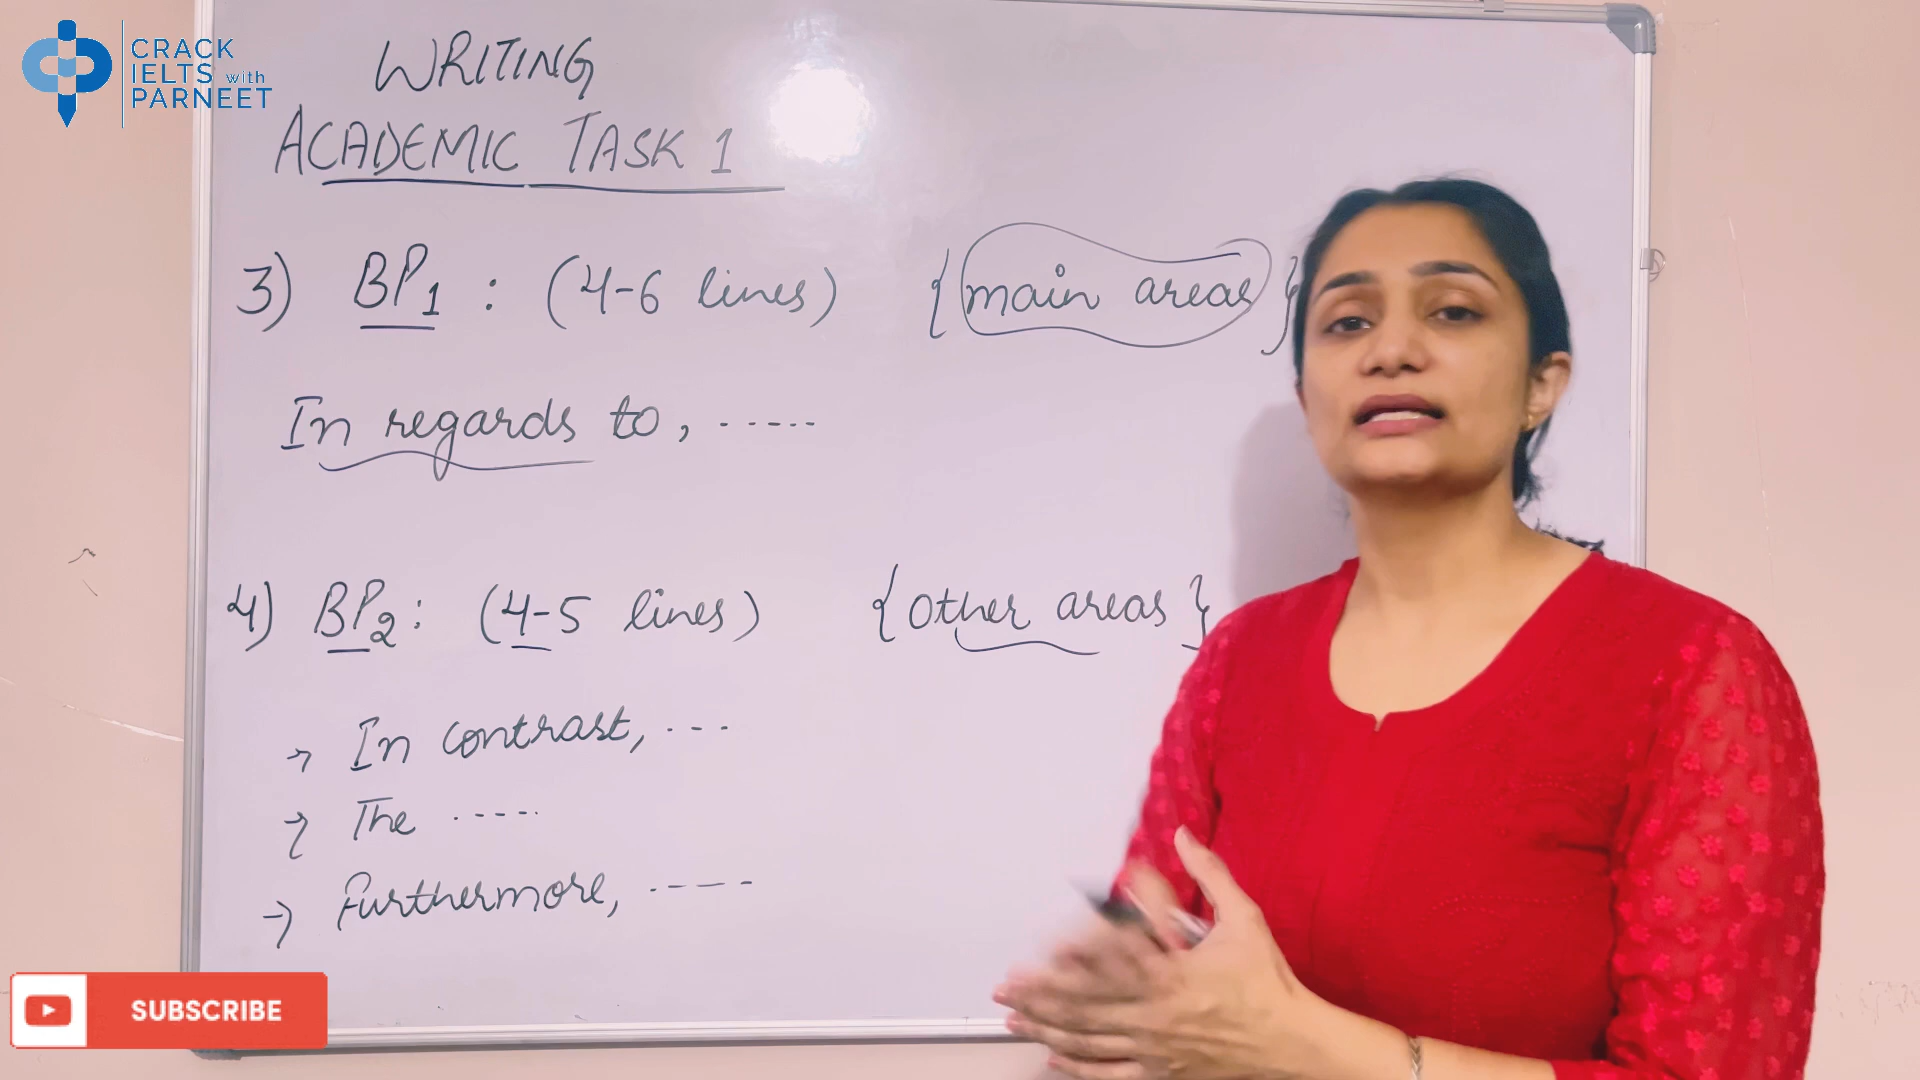 CRACK
IELTS with
PARNEET
WRITING
ACADEMIC TASK 1
3) BP1 : (4-6 lines) {main areas}
In regards to, ......
4) BP2 : (4-5 lines) {other areas}
→ In contrast, ...
→ The .....
→ Furthermore, .....
SUBSCRIBE